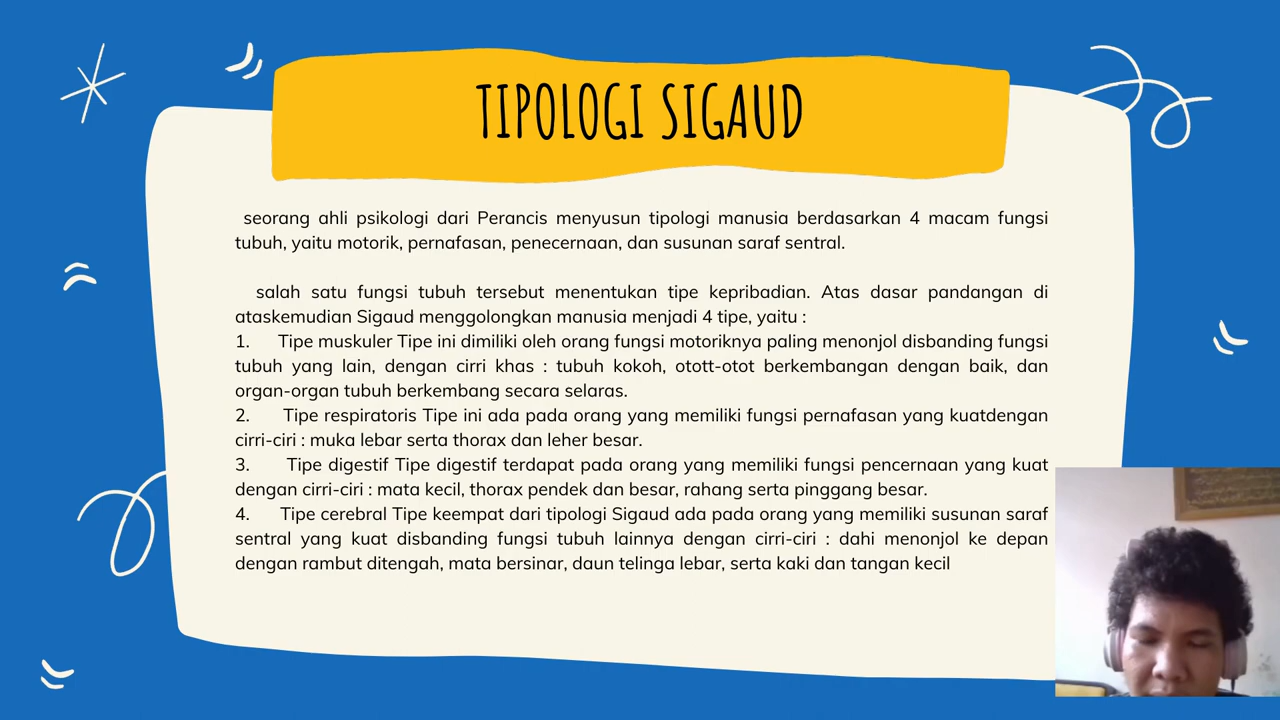 TIPOLOGI SIGAUD
seorang ahli psikologi dari Perancis menyusun tipologi manusia berdasarkan 4 macam fungsi
tubuh, yaitu motorik, pernafasan, penecernaan, dan susunan saraf sentral.
salah satu fungsi tubuh tersebut menentukan tipe kepribadian. Atas dasar pandangan di
ataskemudian Sigaud menggolongkan manusia menjadi 4 tipe, yaitu :
1. Tipe muskuler Tipe ini dimiliki oleh orang fungsi motoriknya paling menonjol disbanding fungsi
tubuh yang lain, dengan cirri khas : tubuh kokoh, otott-otot berkembangan dengan baik, dan
organ-organ tubuh berkembang secara selaras.
2. Tipe respiratoris Tipe ini ada pada orang yang memiliki fungsi pernafasan yang kuatdengan
cirri-ciri : muka lebar serta thorax dan leher besar.
3. Tipe digestif Tipe digestif terdapat pada orang yang memiliki fungsi pencernaan yang kuat
dengan cirri-ciri : mata kecil, thorax pendek dan besar, rahang serta pinggang besar.
4. Tipe cerebral Tipe keempat dari tipologi Sigaud ada pada orang yang memiliki susunan saraf
sentral yang kuat disbanding fungsi tubuh lainnya dengan cirri-ciri : dahi menonjol ke depan
dengan rambut ditengah, mata bersinar, daun telinga lebar, serta kaki dan tangan kecil